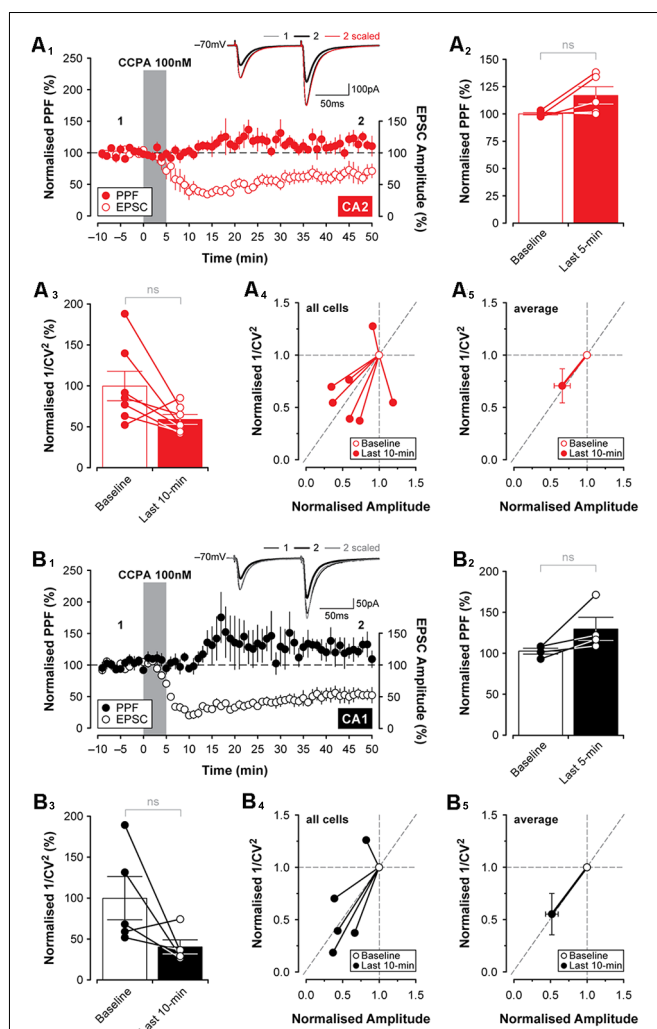 A1
1 2 2 scaled
–70mV
CCPA 100nM
100pA
50ms
1
2
Normalised PPF (%)
250
200
150
100
50
0
EPSC Amplitude (%)
150
100
50
0
PPF
EPSC
CA2
–10 –5 0 5 10 15 20 25 30 35 40 45 50
Time (min)
A2
ns
Normalised PPF (%)
150
125
100
75
50
25
0
Baseline
Last 5-min
A3
ns
Normalised 1/CV2 (%)
200
150
100
50
0
Baseline
Last 10-min
A4
all cells
Normalised 1/CV2
1.5
1.0
0.5
0.0
Baseline
Last 10-min
0.0 0.5 1.0 1.5
Normalised Amplitude
A5
average
Normalised 1/CV2
1.5
1.0
0.5
0.0
Baseline
Last 10-min
0.0 0.5 1.0 1.5
Normalised Amplitude
B1
1 2 2 scaled
–70mV
CCPA 100nM
50pA
50ms
1
2
Normalised PPF (%)
250
200
150
100
50
0
EPSC Amplitude (%)
150
100
50
0
PPF
EPSC
CA1
–10 –5 0 5 10 15 20 25 30 35 40 45 50
Time (min)
B2
ns
Normalised PPF (%)
200
150
100
50
0
Baseline
Last 5-min
B3
ns
Normalised 1/CV2 (%)
200
150
100
50
0
Baseline
Last 10-min
B4
all cells
Normalised 1/CV2
1.5
1.0
0.5
0.0
Baseline
Last 10-min
0.0 0.5 1.0 1.5
Normalised Amplitude
B5
average
Normalised 1/CV2
1.5
1.0
0.5
0.0
Baseline
Last 10-min
0.0 0.5 1.0 1.5
Normalised Amplitude